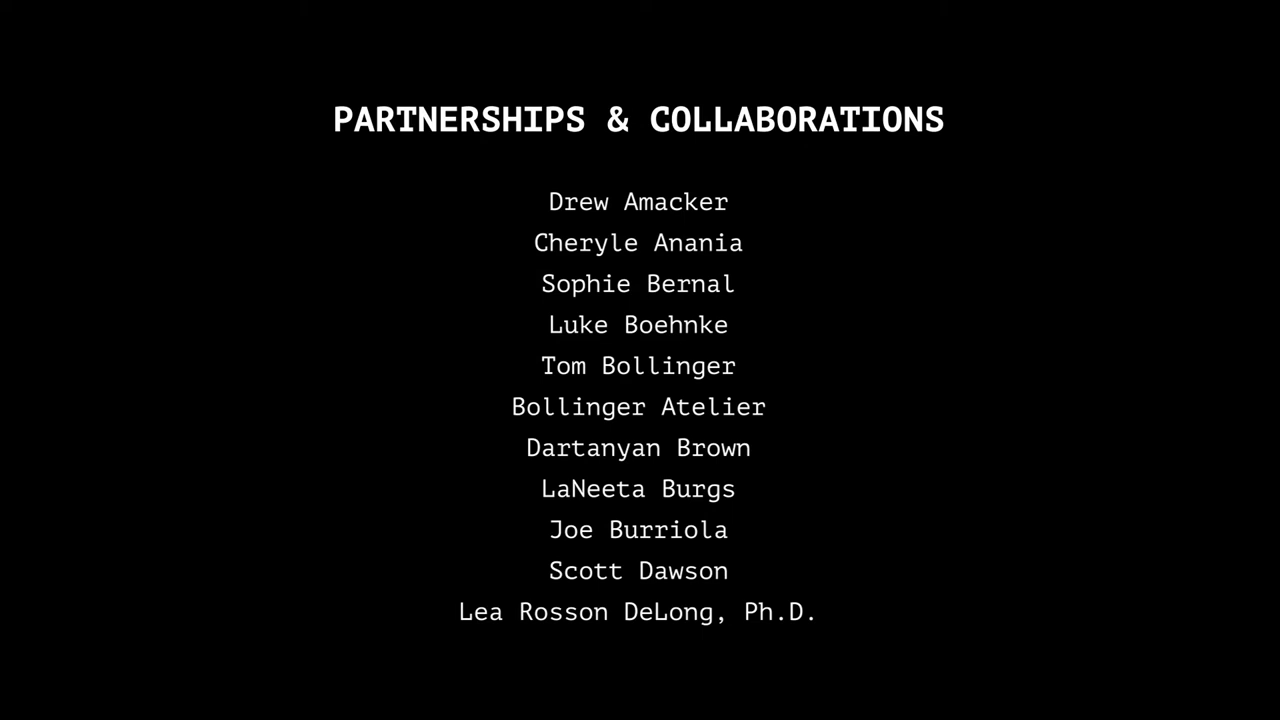 PARTNERSHIPS & COLLABORATIONS
Drew Amacker
Cheryle Anania
Sophie Bernal
Luke Boehnke
Tom Bollinger
Bollinger Atelier
Dartanyan Brown
LaNeeta Burgs
Joe Burriola
Scott Dawson
Lea Rosson DeLong, Ph.D.